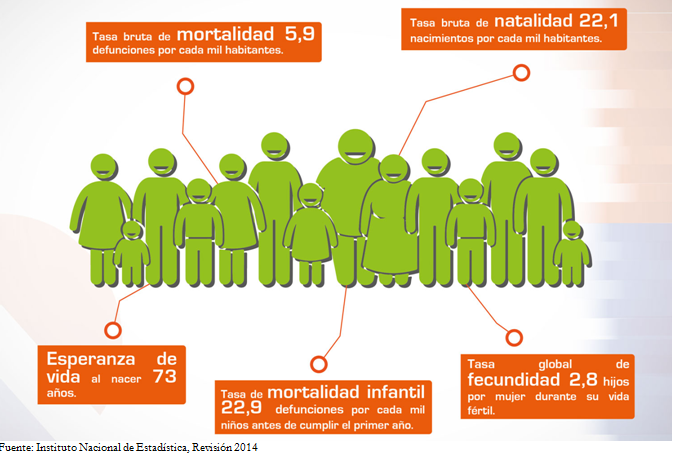 Tasa bruta de mortalidad 5,9
defunciones por cada mil habitantes.
Tasa bruta de natalidad 22,1
nacimientos por cada mil habitantes.
Esperanza de
vida al nacer 73
años.
Tasa de mortalidad infantil
22,9 defunciones por cada mil
niños antes de cumplir el primer año.
Tasa global de
fecundidad 2,8 hijos
por mujer durante su vida
fértil.
Fuente: Instituto Nacional de Estadística, Revisión 2014